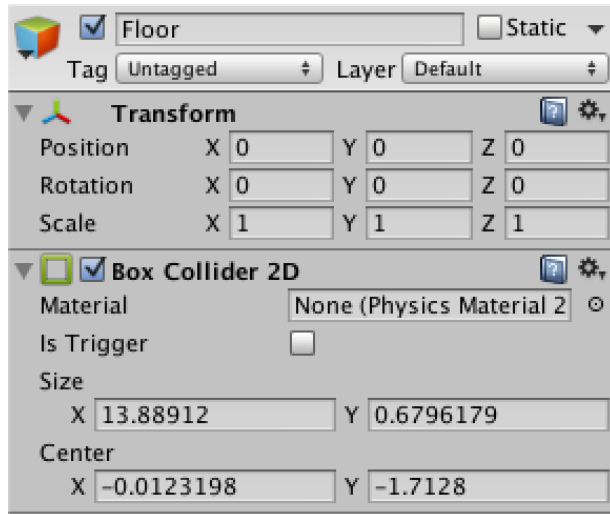 Floor Static
Tag Untagged Layer Default
Transform
Position X 0 Y 0 Z 0
Rotation X 0 Y 0 Z 0
Scale X 1 Y 1 Z 1
Box Collider 2D
Material None (Physics Material 2
Is Trigger
Size
X 13.88912 Y 0.6796179
Center
X -0.0123198 Y -1.7128